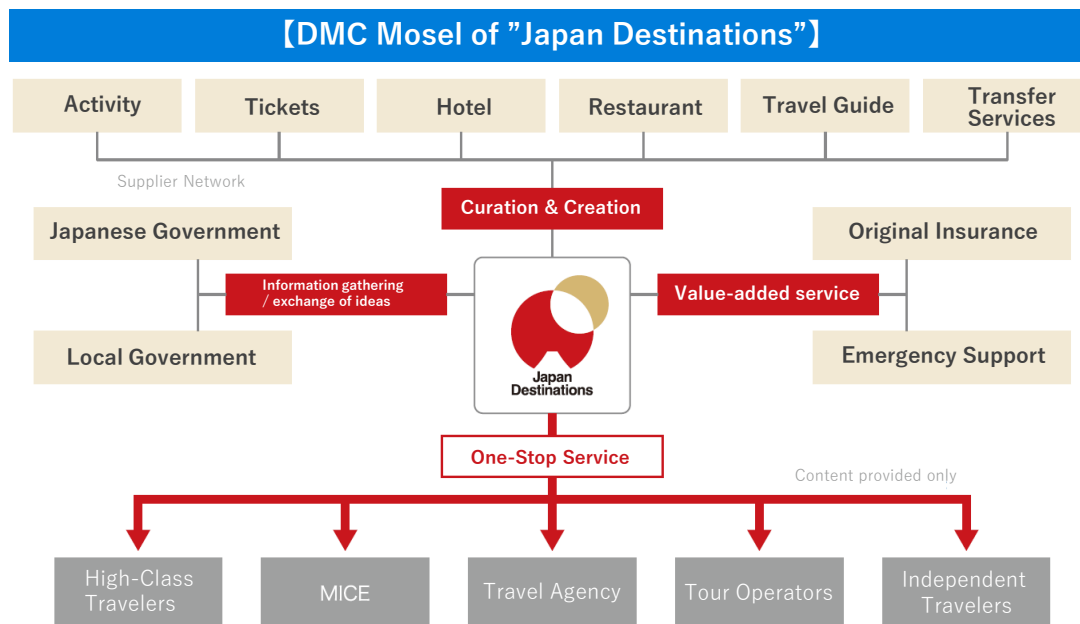 【DMC Mosel of ”Japan Destinations”】
Activity
Tickets
Hotel
Restaurant
Travel Guide
Transfer
Services
Supplier Network
Curation & Creation
Japanese Government
Original Insurance
Information gathering
/ exchange of ideas
Value-added service
Local Government
Emergency Support
Japan
Destinations
One-Stop Service
Content provided only
High-Class
Travelers
MICE
Travel Agency
Tour Operators
Independent
Travelers